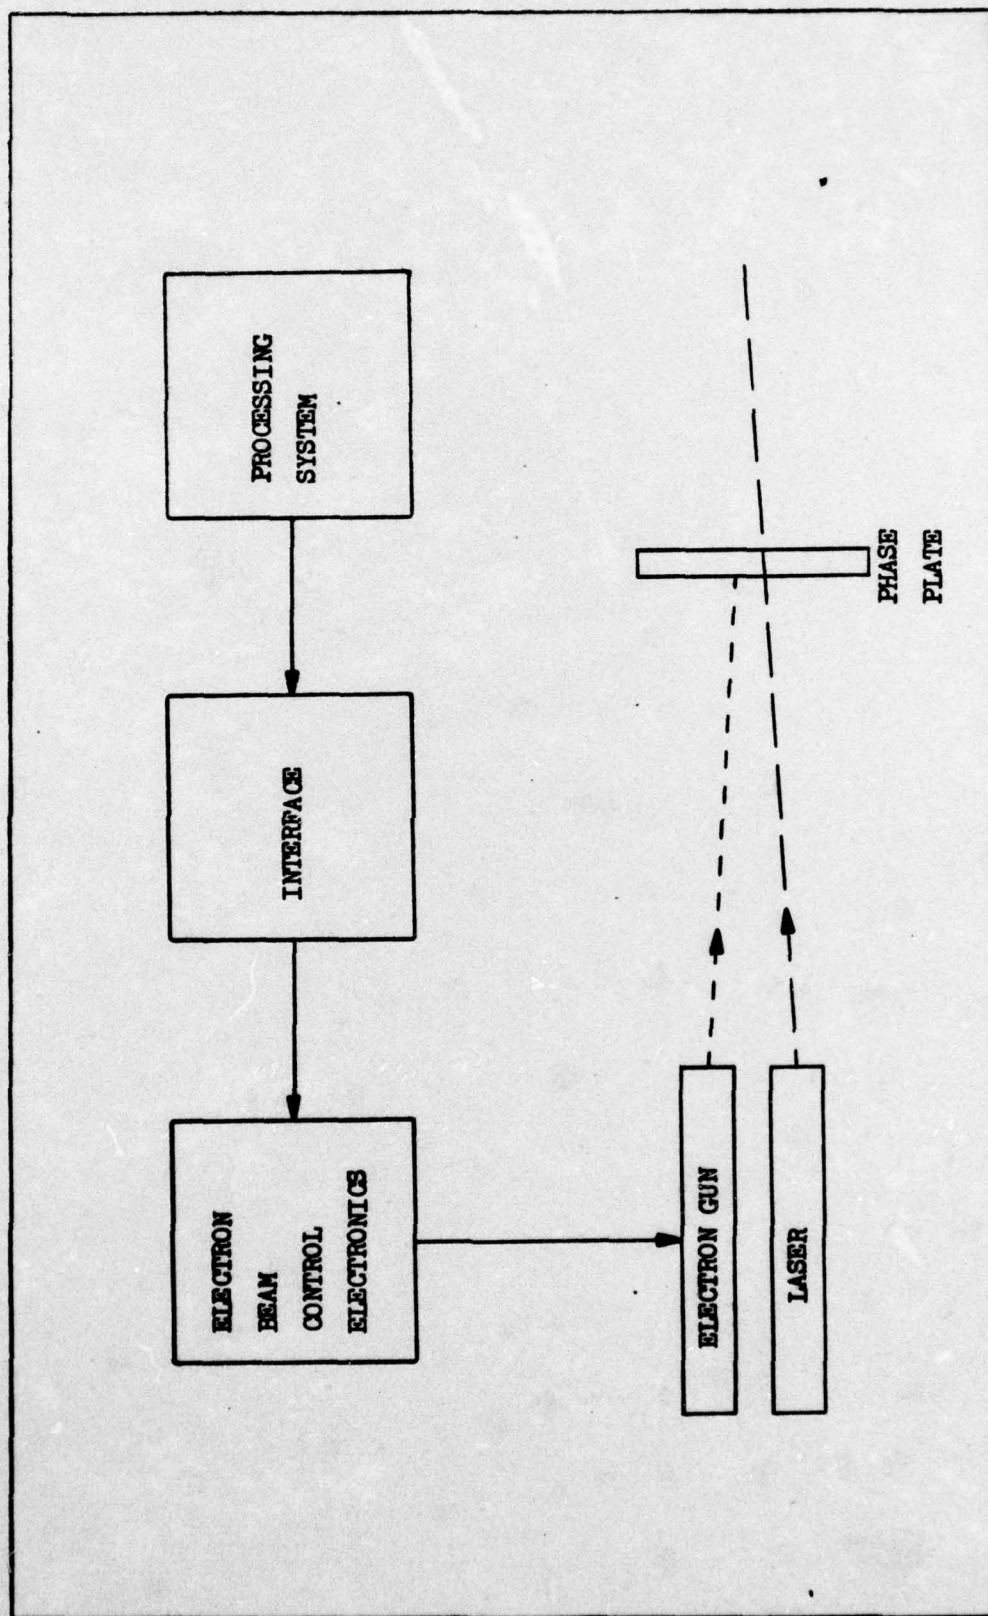 ELECTRON
BEAM
CONTROL
ELECTRONICS
INTERFACE
PROCESSING
SYSTEM
ELECTRON GUN
LASER
PHASE
PLATE